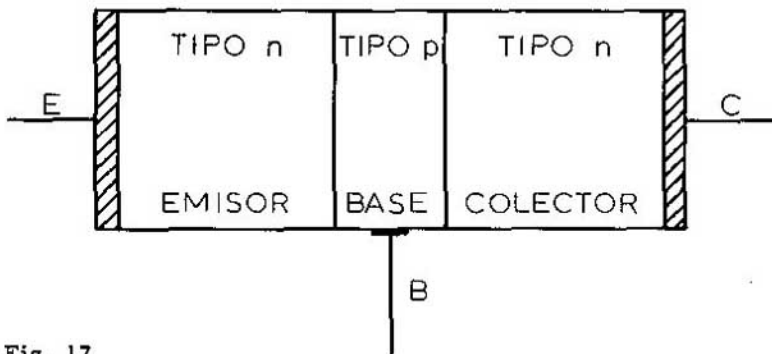 TIPO n TIPO p TIPO n
E C
EMISOR BASE COLECTOR
B
Fig. 17